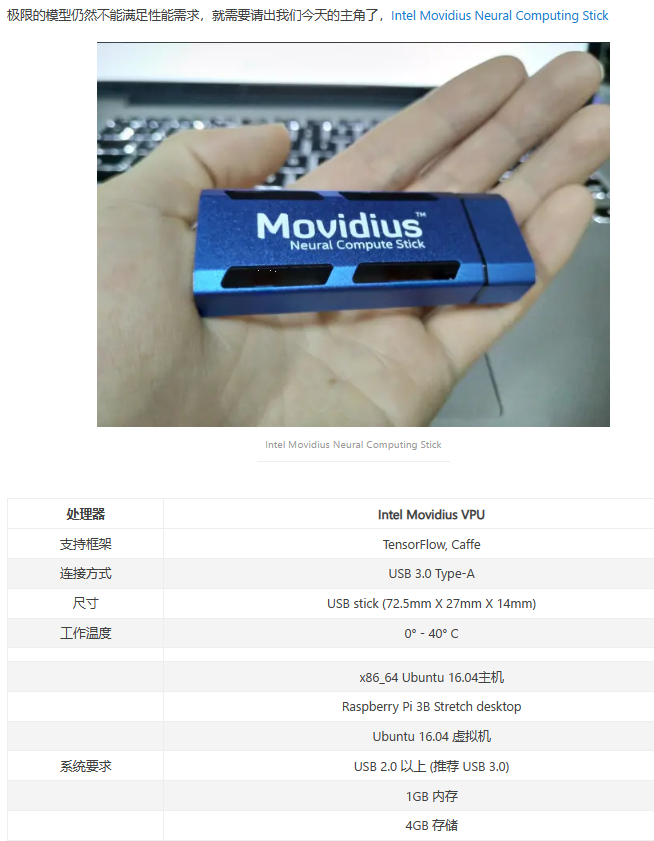 极限的模型仍然不能满足性能需求，就需要请出我们今天的主角了，Intel Movidius Neural Computing Stick
Movidius™
Neural Compute Stick
Intel Movidius Neural Computing Stick
处理器 Intel Movidius VPU
支持框架 TensorFlow, Caffe
连接方式 USB 3.0 Type-A
尺寸 USB stick (72.5mm X 27mm X 14mm)
工作温度 0° - 40° C
x86_64 Ubuntu 16.04主机
Raspberry Pi 3B Stretch desktop
Ubuntu 16.04 虚拟机
系统要求 USB 2.0 以上 (推荐 USB 3.0)
1GB 内存
4GB 存储